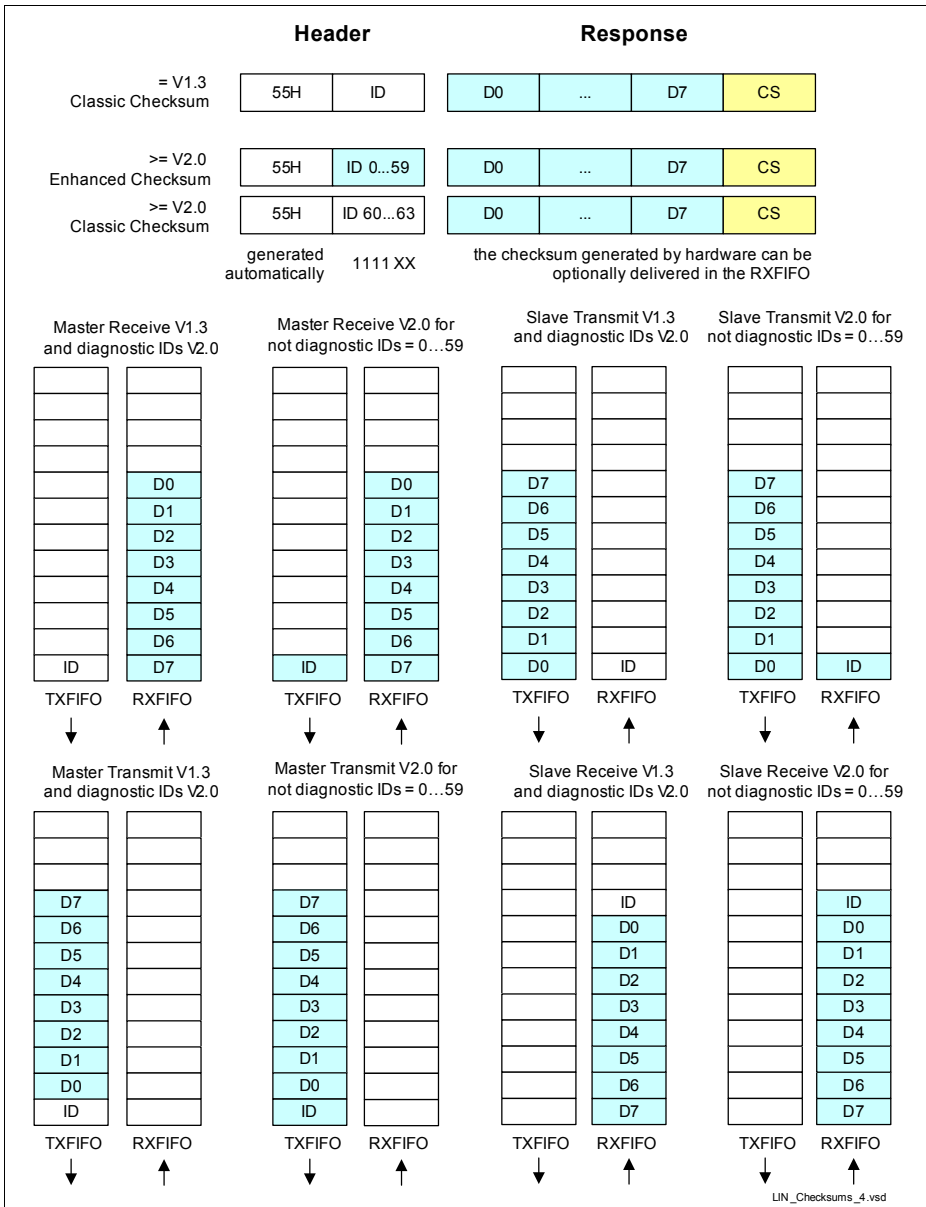 Header
Response
= V1.3
Classic Checksum
55H
ID
D0
...
D7
CS
>= V2.0
Enhanced Checksum
55H
ID 0...59
D0
...
D7
CS
>= V2.0
Classic Checksum
55H
ID 60...63
D0
...
D7
CS
generated
automatically
1111 XX
the checksum generated by hardware can be
optionally delivered in the RXFIFO
Master Receive V1.3
and diagnostic IDs V2.0
ID
D0
D1
D2
D3
D4
D5
D6
D7
TXFIFO
RXFIFO
Master Receive V2.0 for
not diagnostic IDs = 0...59
ID
D0
D1
D2
D3
D4
D5
D6
D7
TXFIFO
RXFIFO
Slave Transmit V1.3
and diagnostic IDs V2.0
D7
D6
D5
D4
D3
D2
D1
D0
ID
TXFIFO
RXFIFO
Slave Transmit V2.0 for
not diagnostic IDs = 0...59
D7
D6
D5
D4
D3
D2
D1
D0
ID
TXFIFO
RXFIFO
Master Transmit V1.3
and diagnostic IDs V2.0
D7
D6
D5
D4
D3
D2
D1
D0
ID
TXFIFO
RXFIFO
Master Transmit V2.0 for
not diagnostic IDs = 0...59
D7
D6
D5
D4
D3
D2
D1
D0
ID
TXFIFO
RXFIFO
Slave Receive V1.3
and diagnostic IDs V2.0
ID
D0
D1
D2
D3
D4
D5
D6
D7
TXFIFO
RXFIFO
Slave Receive V2.0 for
not diagnostic IDs = 0...59
ID
D0
D1
D2
D3
D4
D5
D6
D7
TXFIFO
RXFIFO
LIN_Checksums_4.vsd